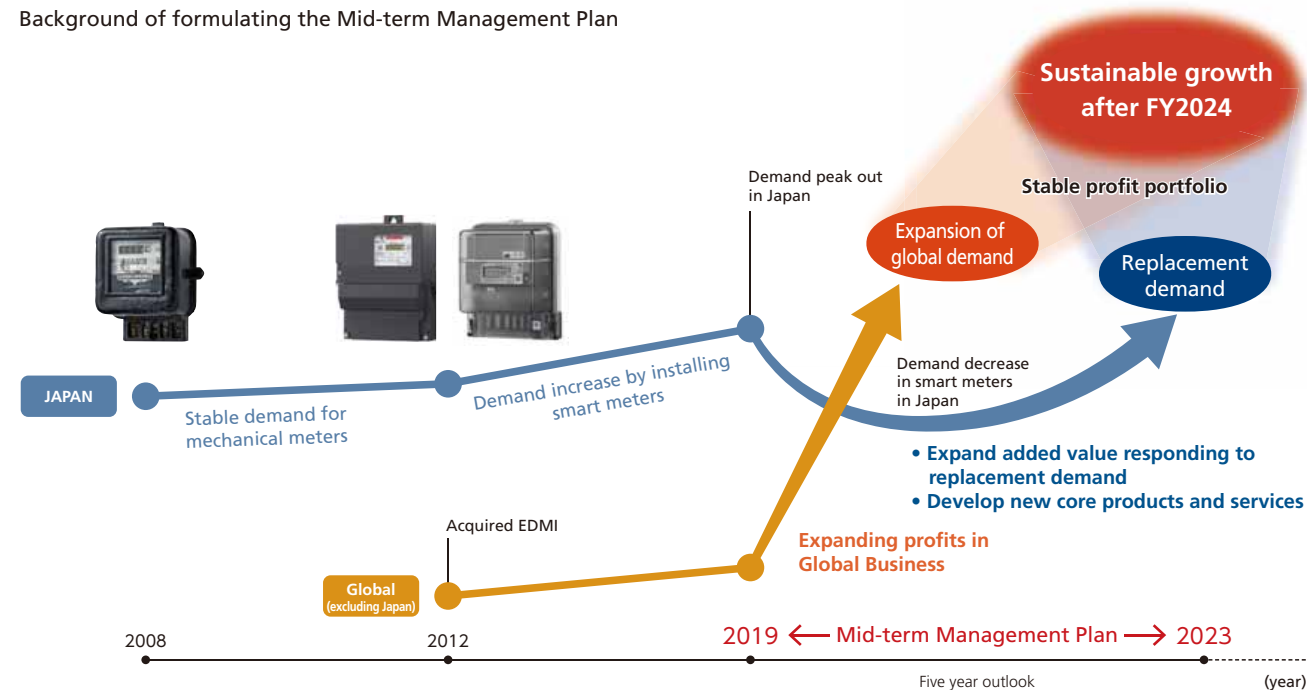 Background of formulating the Mid-term Management Plan
Sustainable growth
after FY2024
Stable profit portfolio
Demand peak out
in Japan
Expansion of
global demand
Replacement
demand
JAPAN
Stable demand for
mechanical meters
Demand increase by installing
smart meters
Demand decrease
in smart meters
in Japan
• Expand added value responding to
replacement demand
• Develop new core products and services
Acquired EDMI
Expanding profits in
Global Business
Global
(excluding Japan)
2008
2012
2019
Mid-term Management Plan
2023
Five year outlook
(year)